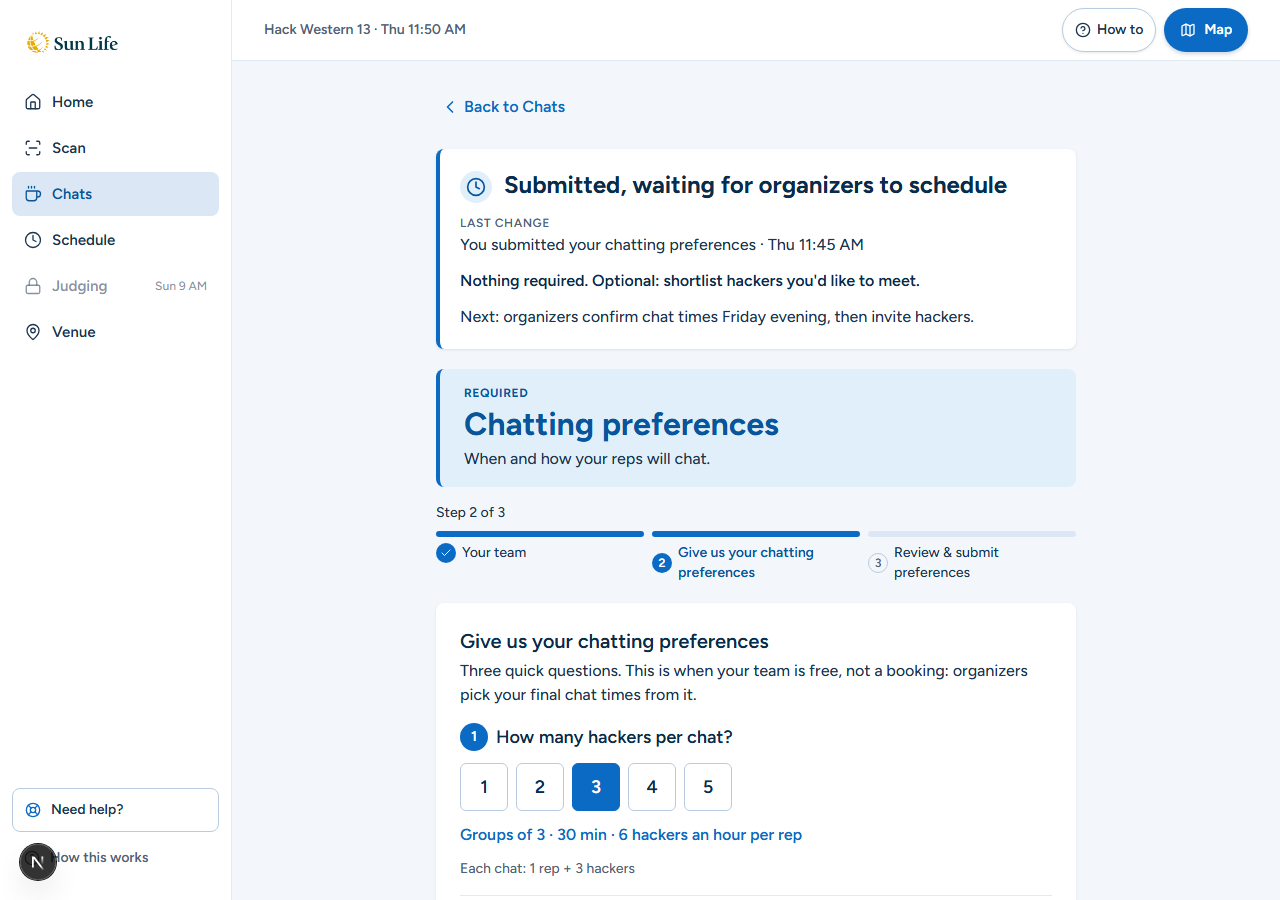 Sun Life
Hack Western 13 · Thu 11:50 AM
How to
Map
Home
Scan
Chats
Schedule
Judging
Sun 9 AM
Venue
Need help?
How this works
N
Back to Chats
Submitted, waiting for organizers to schedule
LAST CHANGE
You submitted your chatting preferences · Thu 11:45 AM
Nothing required. Optional: shortlist hackers you'd like to meet.
Next: organizers confirm chat times Friday evening, then invite hackers.
REQUIRED
Chatting preferences
When and how your reps will chat.
Step 2 of 3
Your team
2
Give us your chatting
preferences
3
Review & submit
preferences
Give us your chatting preferences
Three quick questions. This is when your team is free, not a booking: organizers
pick your final chat times from it.
1 How many hackers per chat?
1 2 3 4 5
Groups of 3 · 30 min · 6 hackers an hour per rep
Each chat: 1 rep + 3 hackers